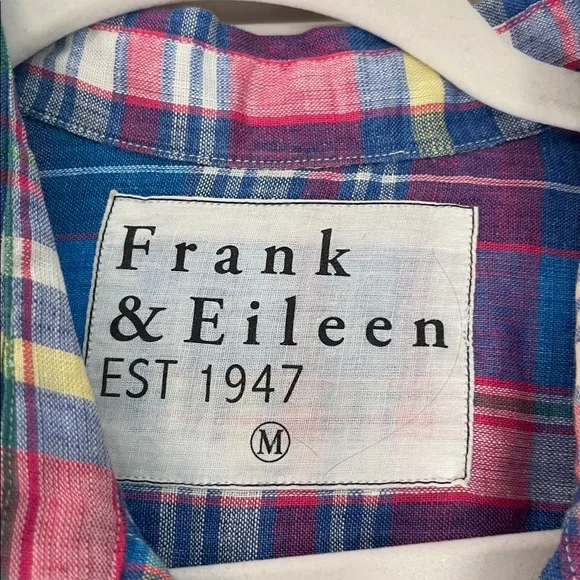 Frank
& Eileen
EST 1947
M